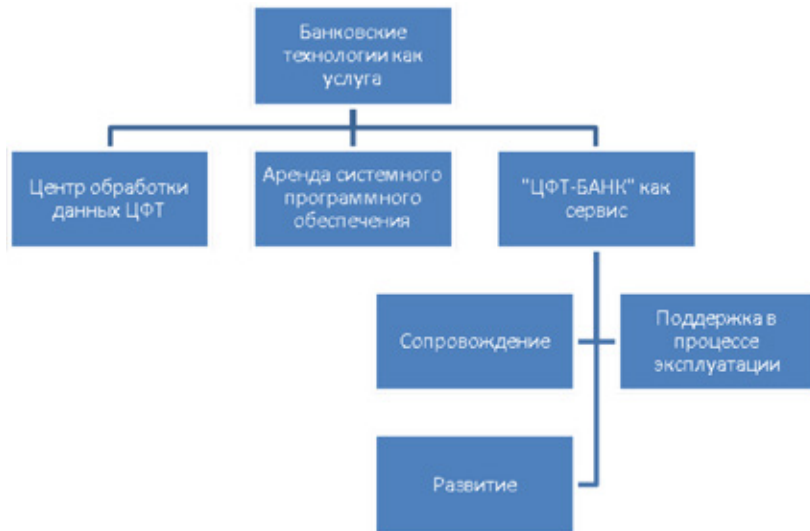 Банковские
технологии как
услуга
Центр обработки
данных ЦФТ
Аренда системного
программного
обеспечения
"ЦФТ-БАНК" как
сервис
Сопровождение
Поддержка в
процессе
эксплуатации
Развитие